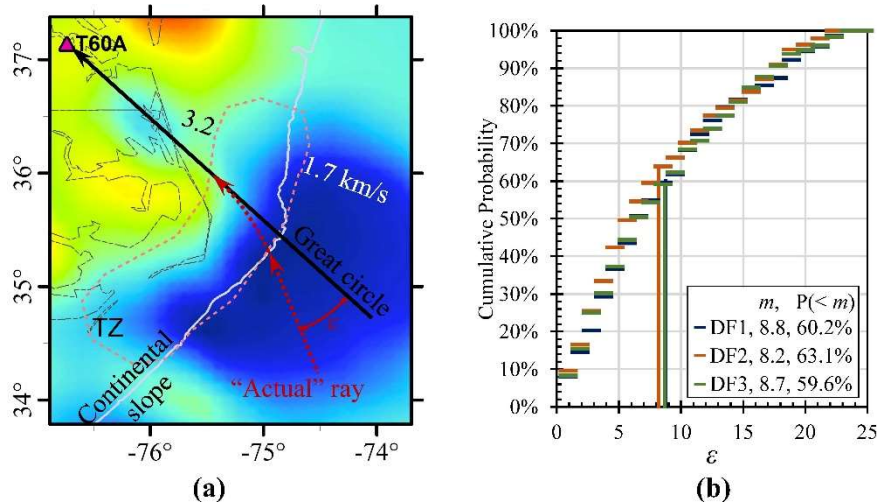 T60A
3.2
1.7 km/s
Great circle
ε
TZ
Continental
slope
"Actual" ray
37°
36°
35°
34°
-76°
-75°
-74°
(a)
Cumulative Probability
100%
90%
80%
70%
60%
50%
40%
30%
20%
10%
0%
m, P(< m)
DF1, 8.8, 60.2%
DF2, 8.2, 63.1%
DF3, 8.7, 59.6%
0 5 10 15 20 25
ε
(b)